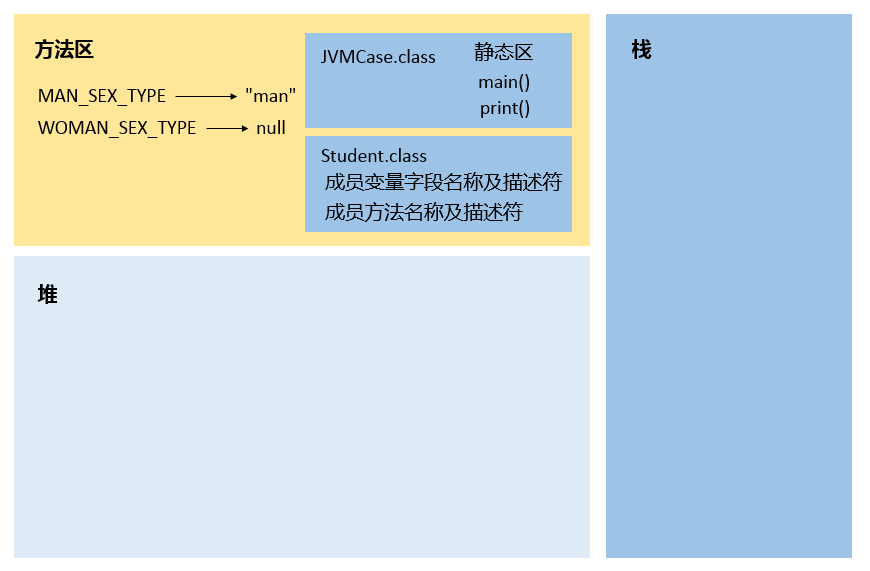 方法区
MAN_SEX_TYPE "man"
WOMAN_SEX_TYPE null
JVMCase.class 静态区
main()
print()
Student.class
成员变量字段名称及描述符
成员方法名称及描述符
堆
栈